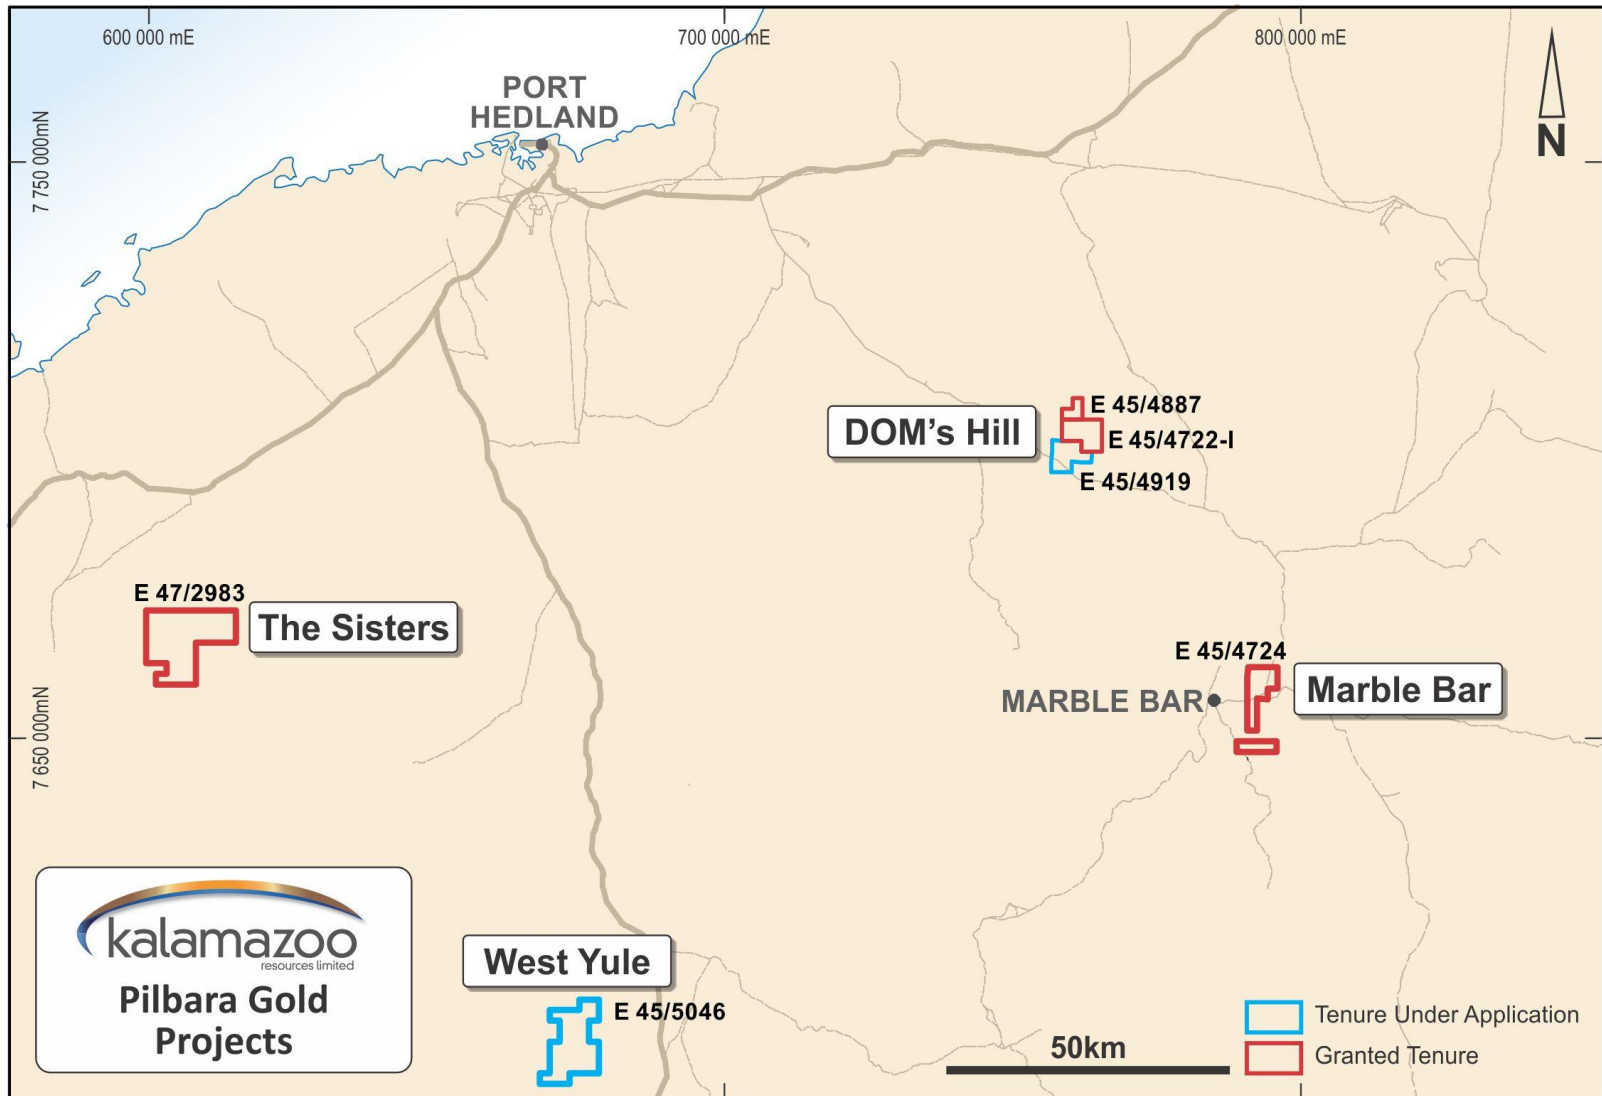 600 000 mE
700 000 mE
800 000 mE
7 750 000mN
7 650 000mN
PORT
HEDLAND
N
DOM's Hill
E 45/4887
E 45/4722-I
E 45/4919
E 47/2983
The Sisters
E 45/4724
MARBLE BAR
Marble Bar
kalamazoo
resources limited
Pilbara Gold
Projects
West Yule
E 45/5046
50km
Tenure Under Application
Granted Tenure